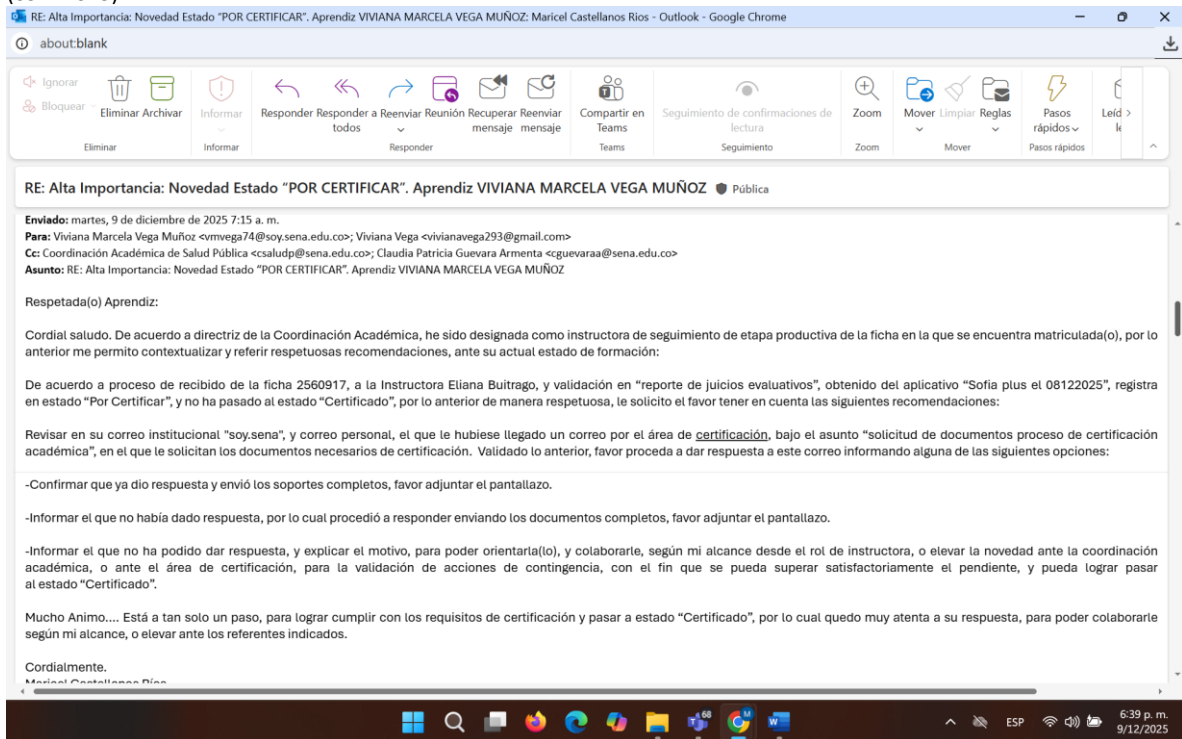 RE: Alta Importancia: Novedad Estado "POR CERTIFICAR". Aprendiz VIVIANA MARCELA VEGA MUÑOZ: Maricel Castellanos Rios - Outlook - Google Chrome
about:blank
Ignorar
Bloquear
Eliminar Archivar
Informar
Responder Responder a todos Reenviar Reunión Recuperar mensaje Reenviar mensaje
Compartir en Teams
Seguimiento de confirmaciones de lectura
Zoom
Mover Limpiar Reglas
Pasos rápidos
Eliminar Informar Responder Teams Seguimiento Zoom Mover Pasos rápidos
RE: Alta Importancia: Novedad Estado "POR CERTIFICAR". Aprendiz VIVIANA MARCELA VEGA MUÑOZ Pública
Enviado: martes, 9 de diciembre de 2025 7:15 a. m.
Para: Viviana Marcela Vega Muñoz <vmvega74@soy.sena.edu.co>; Viviana Vega <vivianavega293@gmail.com>
Cc: Coordinación Académica de Salud Pública <csaludp@sena.edu.co>; Claudia Patricia Guevara Armenta <cguevaraa@sena.edu.co>
Asunto: RE: Alta Importancia: Novedad Estado "POR CERTIFICAR". Aprendiz VIVIANA MARCELA VEGA MUÑOZ
Respetada(o) Aprendiz:
Cordial saludo. De acuerdo a directriz de la Coordinación Académica, he sido designada como instructora de seguimiento de etapa productiva de la ficha en la que se encuentra matriculada(o), por lo
anterior me permito contextualizar y referir respetuosas recomendaciones, ante su actual estado de formación:
De acuerdo a proceso de recibido de la ficha 2560917, a la Instructora Eliana Buitrago, y validación en "reporte de juicios evaluativos", obtenido del aplicativo "Sofia plus el 08122025", registra
en estado "Por Certificar", y no ha pasado al estado "Certificado", por lo anterior de manera respetuosa, le solicito el favor tener en cuenta las siguientes recomendaciones:
Revisar en su correo institucional "soy.sena", y correo personal, el que le hubiese llegado un correo por el área de certificación, bajo el asunto "solicitud de documentos proceso de certificación
académica", en el que le solicitan los documentos necesarios de certificación. Validado lo anterior, favor proceda a dar respuesta a este correo informando alguna de las siguientes opciones:
-Confirmar que ya dio respuesta y envió los soportes completos, favor adjuntar el pantallazo.
-Informar el que no había dado respuesta, por lo cual procedió a responder enviando los documentos completos, favor adjuntar el pantallazo.
-Informar el que no ha podido dar respuesta, y explicar el motivo, para poder orientarla(lo), y colaborarle, según mi alcance desde el rol de instructora, o elevar la novedad ante la coordinación
académica, o ante el área de certificación, para la validación de acciones de contingencia, con el fin que se pueda superar satisfactoriamente el pendiente, y pueda lograr pasar
al estado "Certificado".
Mucho Animo.... Está a tan solo un paso, para lograr cumplir con los requisitos de certificación y pasar a estado "Certificado", por lo cual quedo muy atenta a su respuesta, para poder colaborarle
según mi alcance, o elevar ante los referentes indicados.
Cordialmente.
68
ESP
6:39 p. m.
9/12/2025